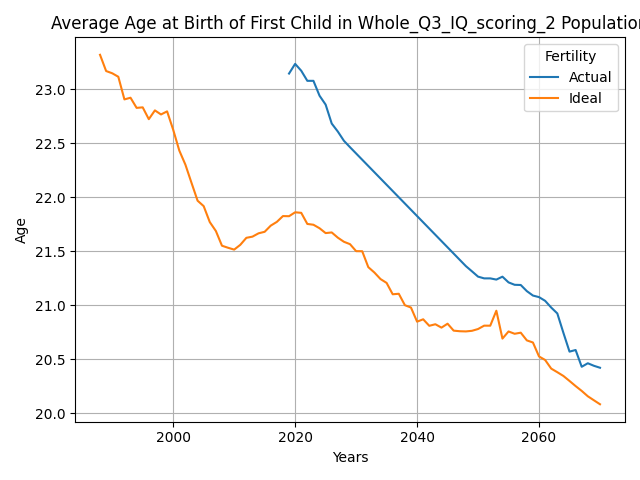 Average Age at Birth of First Child in Whole_Q3_IQ_scoring_2 Population
Fertility
Actual
Ideal
23.0
22.5
22.0
21.5
21.0
20.5
20.0
Age
2000
2020
2040
2060
Years